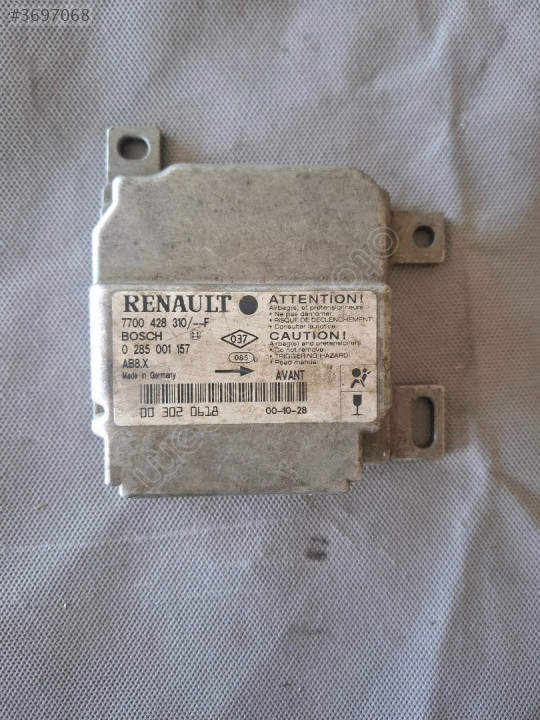 #3697068
RENAULT
7700 428 310/--F
BOSCH
0 285 001 157
AB8.X
Made in Germany
037
085
ATTENTION!
Airbag(s) et prétensionneurs
• Ne pas démonter
• RISQUE DE DECLENCHEMENT
• Consulter la notice
CAUTION!
Airbag(s) and pretensioners
• Do not remove
• TRIGGERING HAZARD
• Read manual
AVANT
00 302 0618
00-10-28